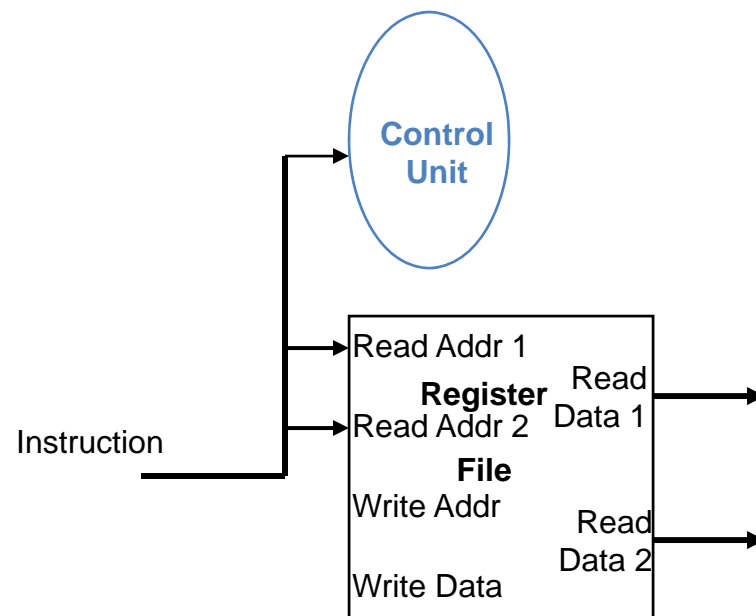 Control
Unit
Read Addr 1
Register
Read
Data 1
Read Addr 2
Instruction
File
Write Addr
Read
Data 2
Write Data